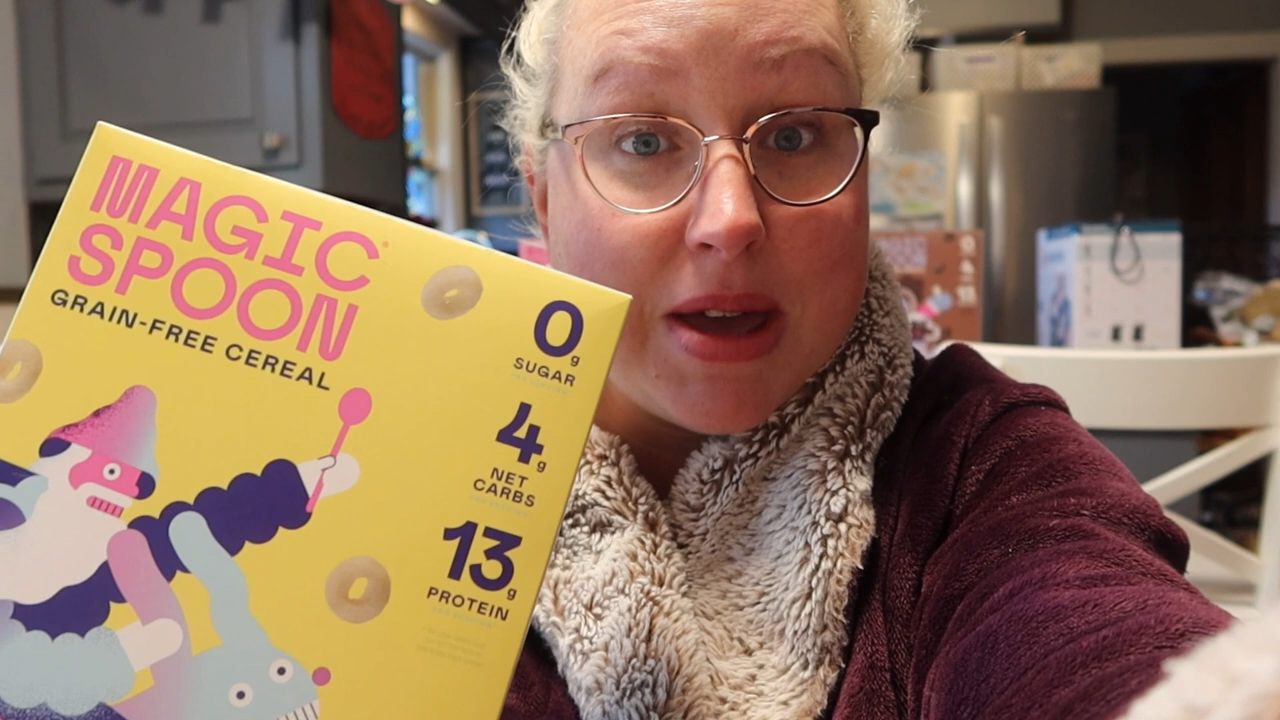 MAGIC
SPOON®
GRAIN-FREE CEREAL
0g
SUGAR
4g
NET
CARBS
13g
PROTEIN